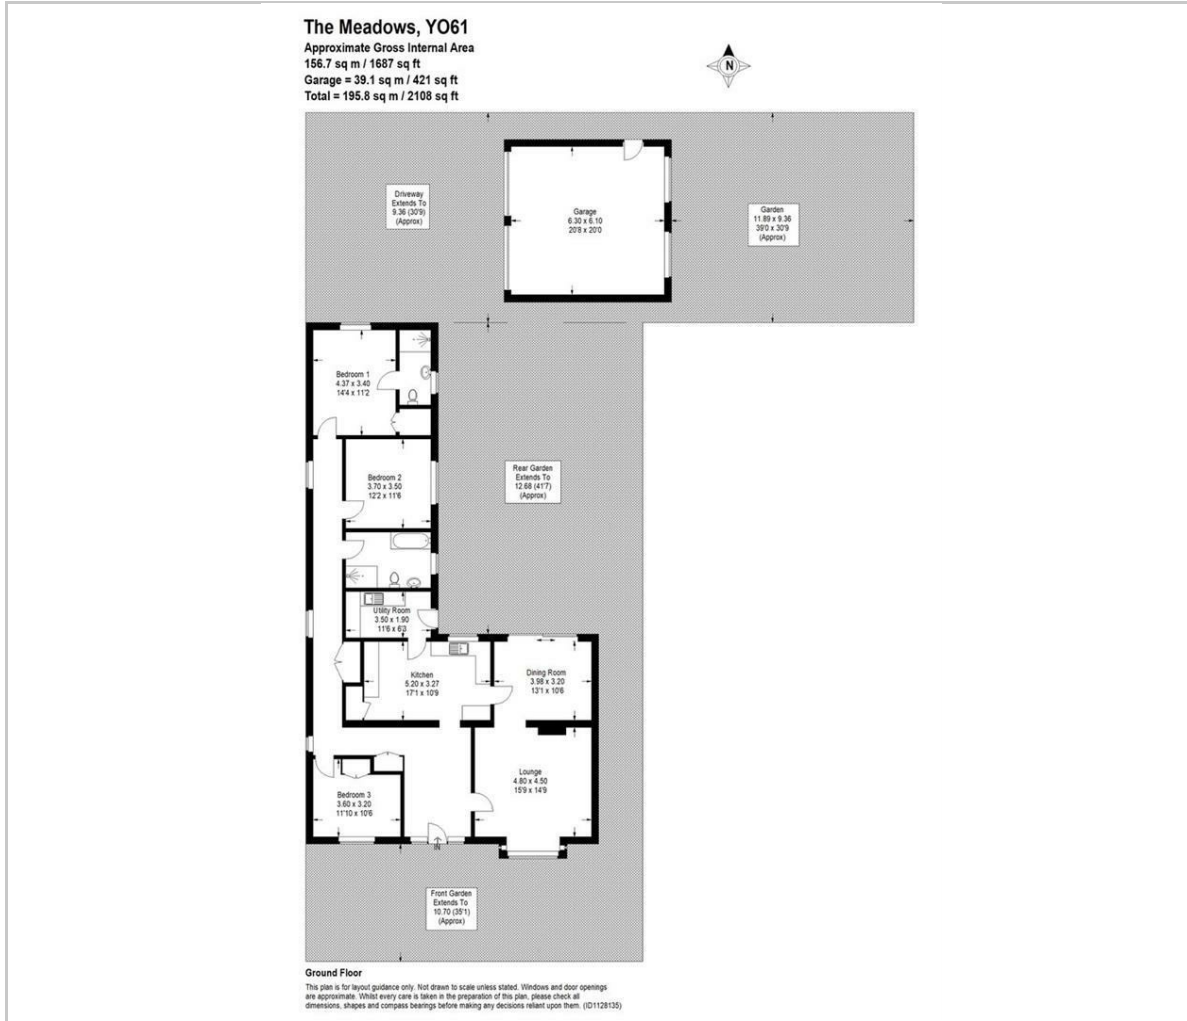 The Meadows, YO61
Approximate Gross Internal Area
156.7 sq m / 1687 sq ft
Garage = 39.1 sq m / 421 sq ft
Total = 195.8 sq m / 2108 sq ft
N
Driveway
Extends To
9.36 (30'9)
(Approx)
Garage
6.30 x 6.10
20'8 x 20'0
Garden
11.89 x 9.36
39'0 x 30'9
(Approx)
Bedroom 1
4.37 x 3.40
14'4 x 11'2
Bedroom 2
3.70 x 3.50
12'2 x 11'6
Rear Garden
Extends To
12.68 (41'7)
(Approx)
Utility Room
3.50 x 1.90
11'6 x 6'3
Kitchen
5.20 x 3.27
17'1 x 10'9
Dining Room
3.98 x 3.20
13'1 x 10'6
Lounge
4.80 x 4.50
15'9 x 14'9
Bedroom 3
3.60 x 3.20
11'10 x 10'6
IN
Front Garden
Extends To
10.70 (35'1)
(Approx)
Ground Floor
This plan is for layout guidance only. Not drawn to scale unless stated. Windows and door openings
are approximate. Whilst every care is taken in the preparation of this plan, please check all
dimensions, shapes and compass bearings before making any decisions reliant upon them. (ID1128135)